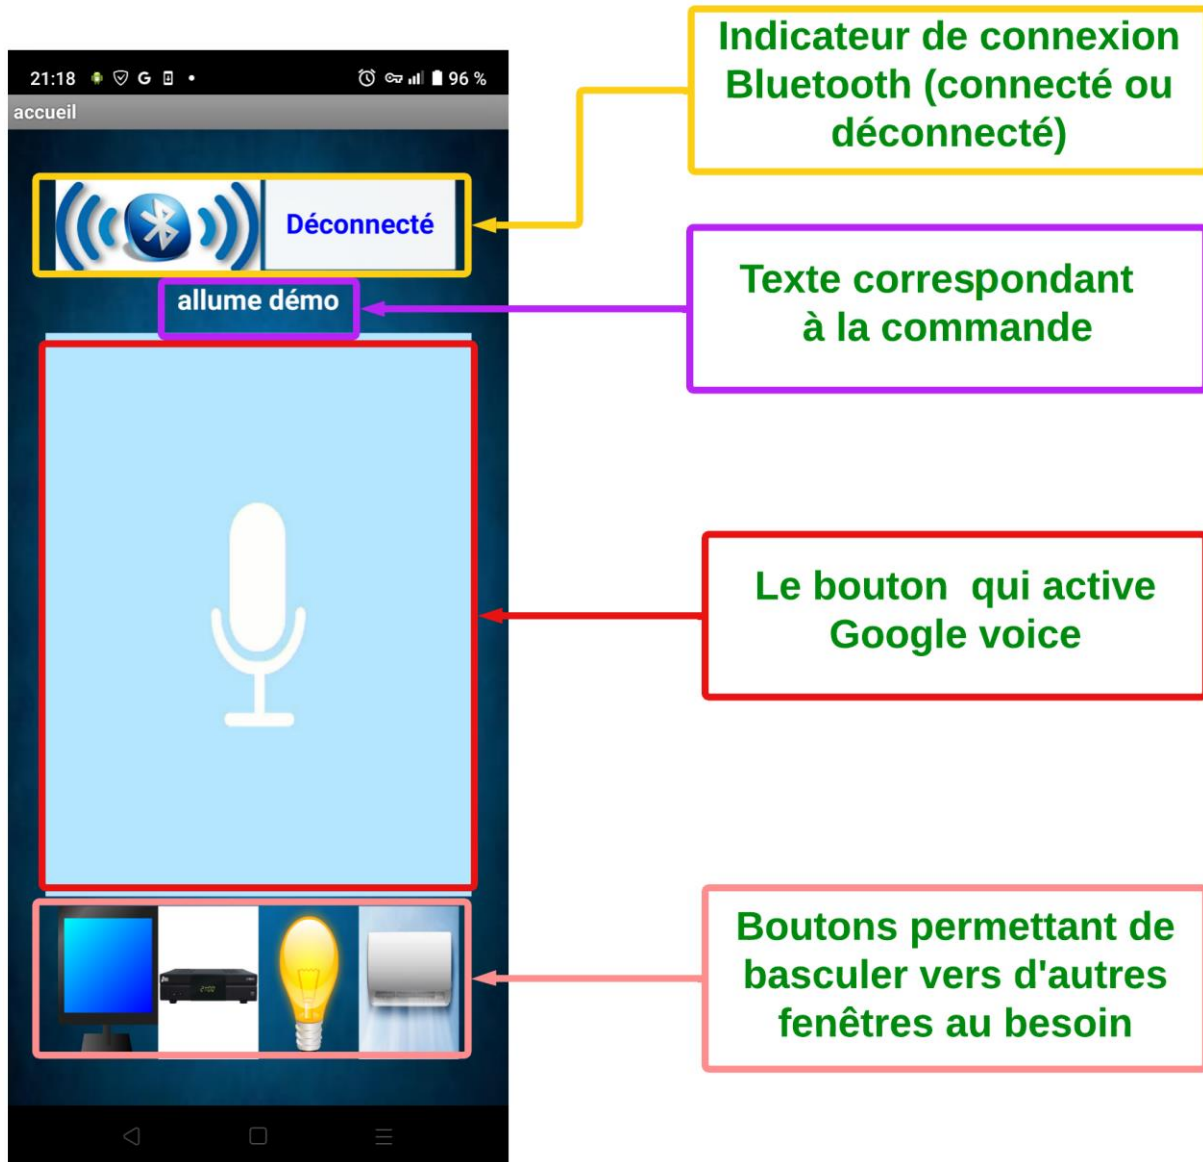 21:18
96 %
accueil
Déconnecté
allume démo
Indicateur de connexion
Bluetooth (connecté ou
déconnecté)
Texte correspondant
à la commande
Le bouton qui active
Google voice
Boutons permettant de
basculer vers d'autres
fenêtres au besoin